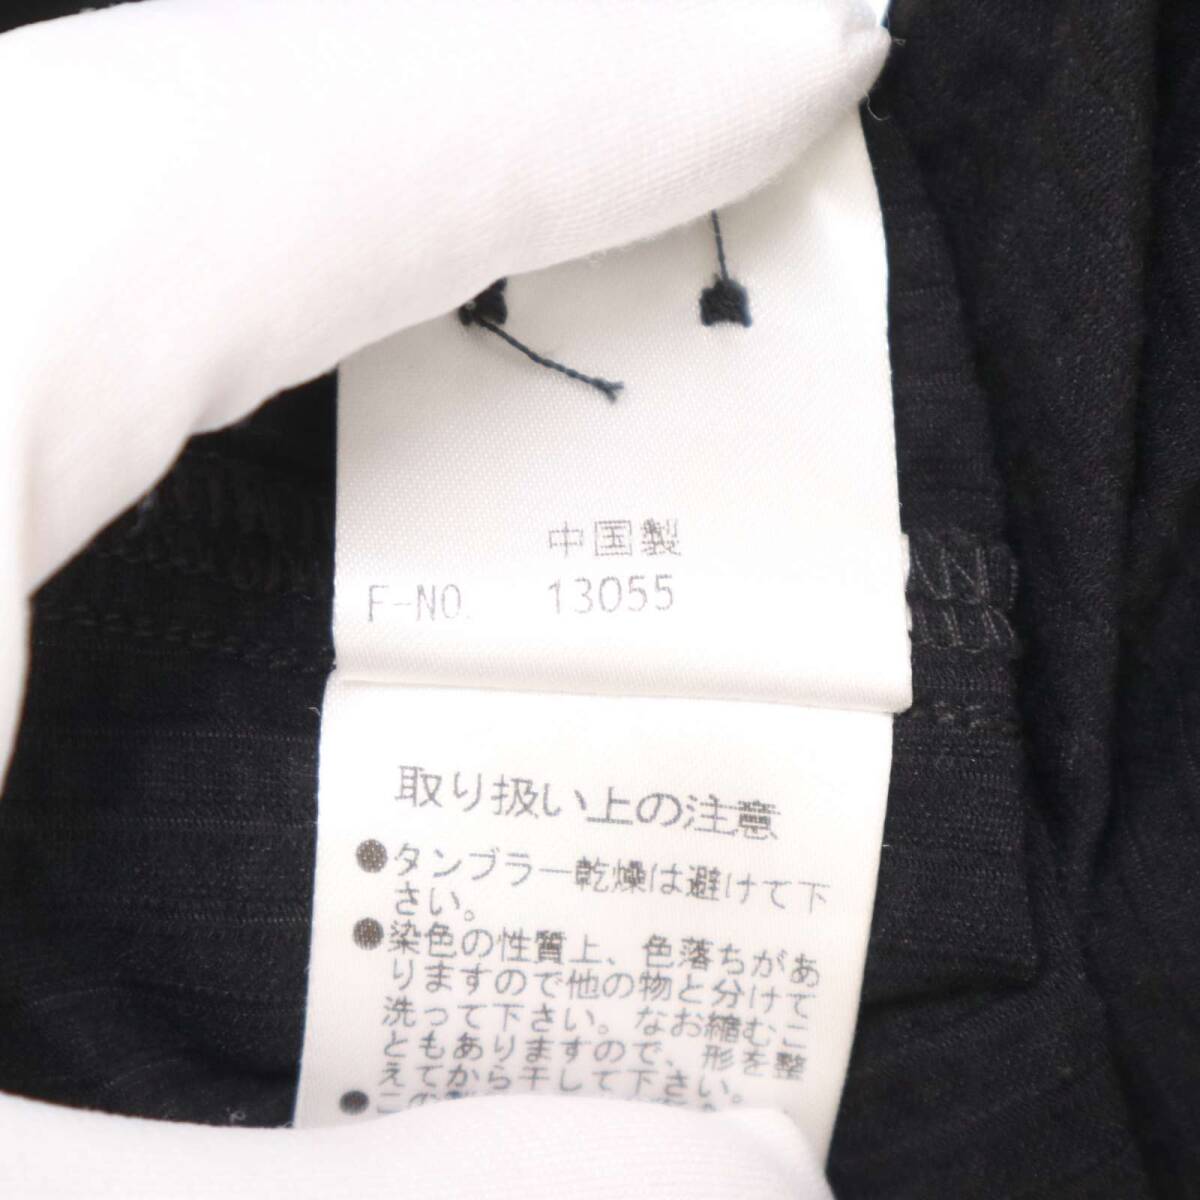 中国製
F-NO. 13055
取り扱い上の注意
●タンブラー乾燥は避けて下
さい。
●染色の性質上、色落ちがあ
りますので他の物と分けて
洗って下さい。なお縮むこ
ともありますので、形を整
えてから干して下さい。
●この製